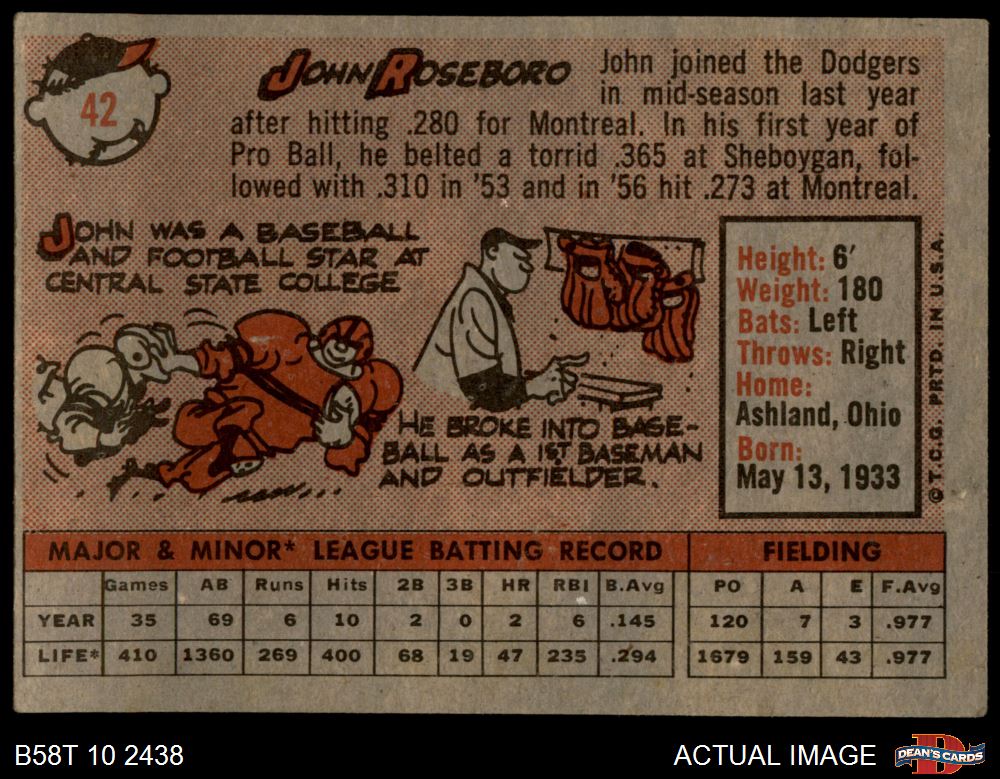 42
JOHN ROSEBORO
John joined the Dodgers
in mid-season last year
after hitting .280 for Montreal. In his first year of
Pro Ball, he belted a torrid .365 at Sheboygan, fol-
lowed with .310 in '53 and in '56 hit .273 at Montreal.
JOHN WAS A BASEBALL
AND FOOTBALL STAR AT
CENTRAL STATE COLLEGE
HE BROKE INTO BASE-
BALL AS A 1ST BASEMAN
AND OUTFIELDER.
Height: 6'
Weight: 180
Bats: Left
Throws: Right
Home:
Ashland, Ohio
Born:
May 13, 1933
© T.C.G. PRTD. IN U.S.A.
MAJOR & MINOR* LEAGUE BATTING RECORD FIELDING
Games AB Runs Hits 2B 3B HR RBI B.Avg PO A E F.Avg
YEAR 35 69 6 10 2 0 2 6 .145 120 7 3 .977
LIFE* 410 1360 269 400 68 19 47 235 .294 1679 159 43 .977
B58T 10 2438 ACTUAL IMAGE DEAN'S CARDS